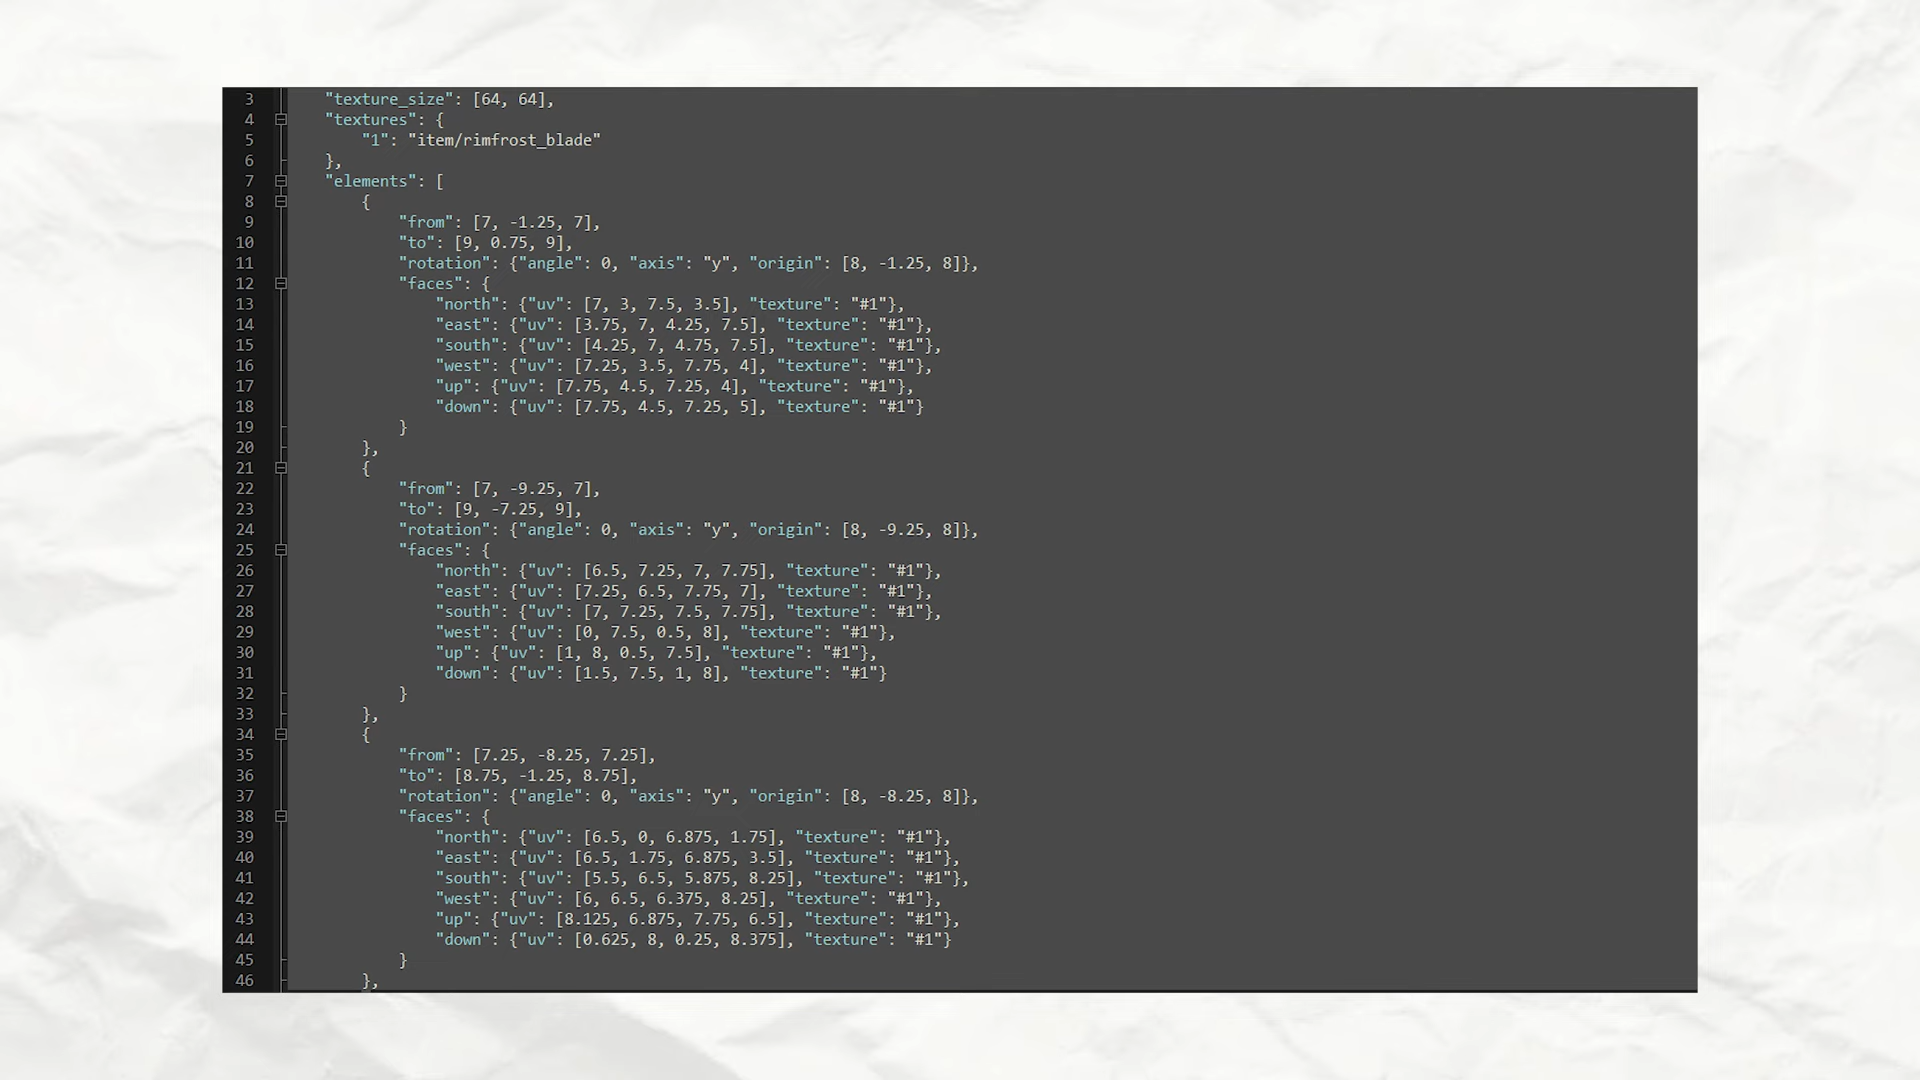 3 "texture_size": [64, 64],
4 "textures": {
5 "1": "item/rimfrost_blade"
6 },
7 "elements": [
8 {
9 "from": [7, -1.25, 7],
10 "to": [9, 0.75, 9],
11 "rotation": {"angle": 0, "axis": "y", "origin": [8, -1.25, 8]},
12 "faces": {
13 "north": {"uv": [7, 3, 7.5, 3.5], "texture": "#1"},
14 "east": {"uv": [3.75, 7, 4.25, 7.5], "texture": "#1"},
15 "south": {"uv": [4.25, 7, 4.75, 7.5], "texture": "#1"},
16 "west": {"uv": [7.25, 3.5, 7.75, 4], "texture": "#1"},
17 "up": {"uv": [7.75, 4.5, 7.25, 4], "texture": "#1"},
18 "down": {"uv": [7.75, 4.5, 7.25, 5], "texture": "#1"}
19 }
20 },
21 {
22 "from": [7, -9.25, 7],
23 "to": [9, -7.25, 9],
24 "rotation": {"angle": 0, "axis": "y", "origin": [8, -9.25, 8]},
25 "faces": {
26 "north": {"uv": [6.5, 7.25, 7, 7.75], "texture": "#1"},
27 "east": {"uv": [7.25, 6.5, 7.75, 7], "texture": "#1"},
28 "south": {"uv": [7, 7.25, 7.5, 7.75], "texture": "#1"},
29 "west": {"uv": [0, 7.5, 0.5, 8], "texture": "#1"},
30 "up": {"uv": [1, 8, 0.5, 7.5], "texture": "#1"},
31 "down": {"uv": [1.5, 7.5, 1, 8], "texture": "#1"}
32 }
33 },
34 {
35 "from": [7.25, -8.25, 7.25],
36 "to": [8.75, -1.25, 8.75],
37 "rotation": {"angle": 0, "axis": "y", "origin": [8, -8.25, 8]},
38 "faces": {
39 "north": {"uv": [6.5, 0, 6.875, 1.75], "texture": "#1"},
40 "east": {"uv": [6.5, 1.75, 6.875, 3.5], "texture": "#1"},
41 "south": {"uv": [5.5, 6.5, 5.875, 8.25], "texture": "#1"},
42 "west": {"uv": [6, 6.5, 6.375, 8.25], "texture": "#1"},
43 "up": {"uv": [8.125, 6.875, 7.75, 6.5], "texture": "#1"},
44 "down": {"uv": [0.625, 8, 0.25, 8.375], "texture": "#1"}
45 }
46 },